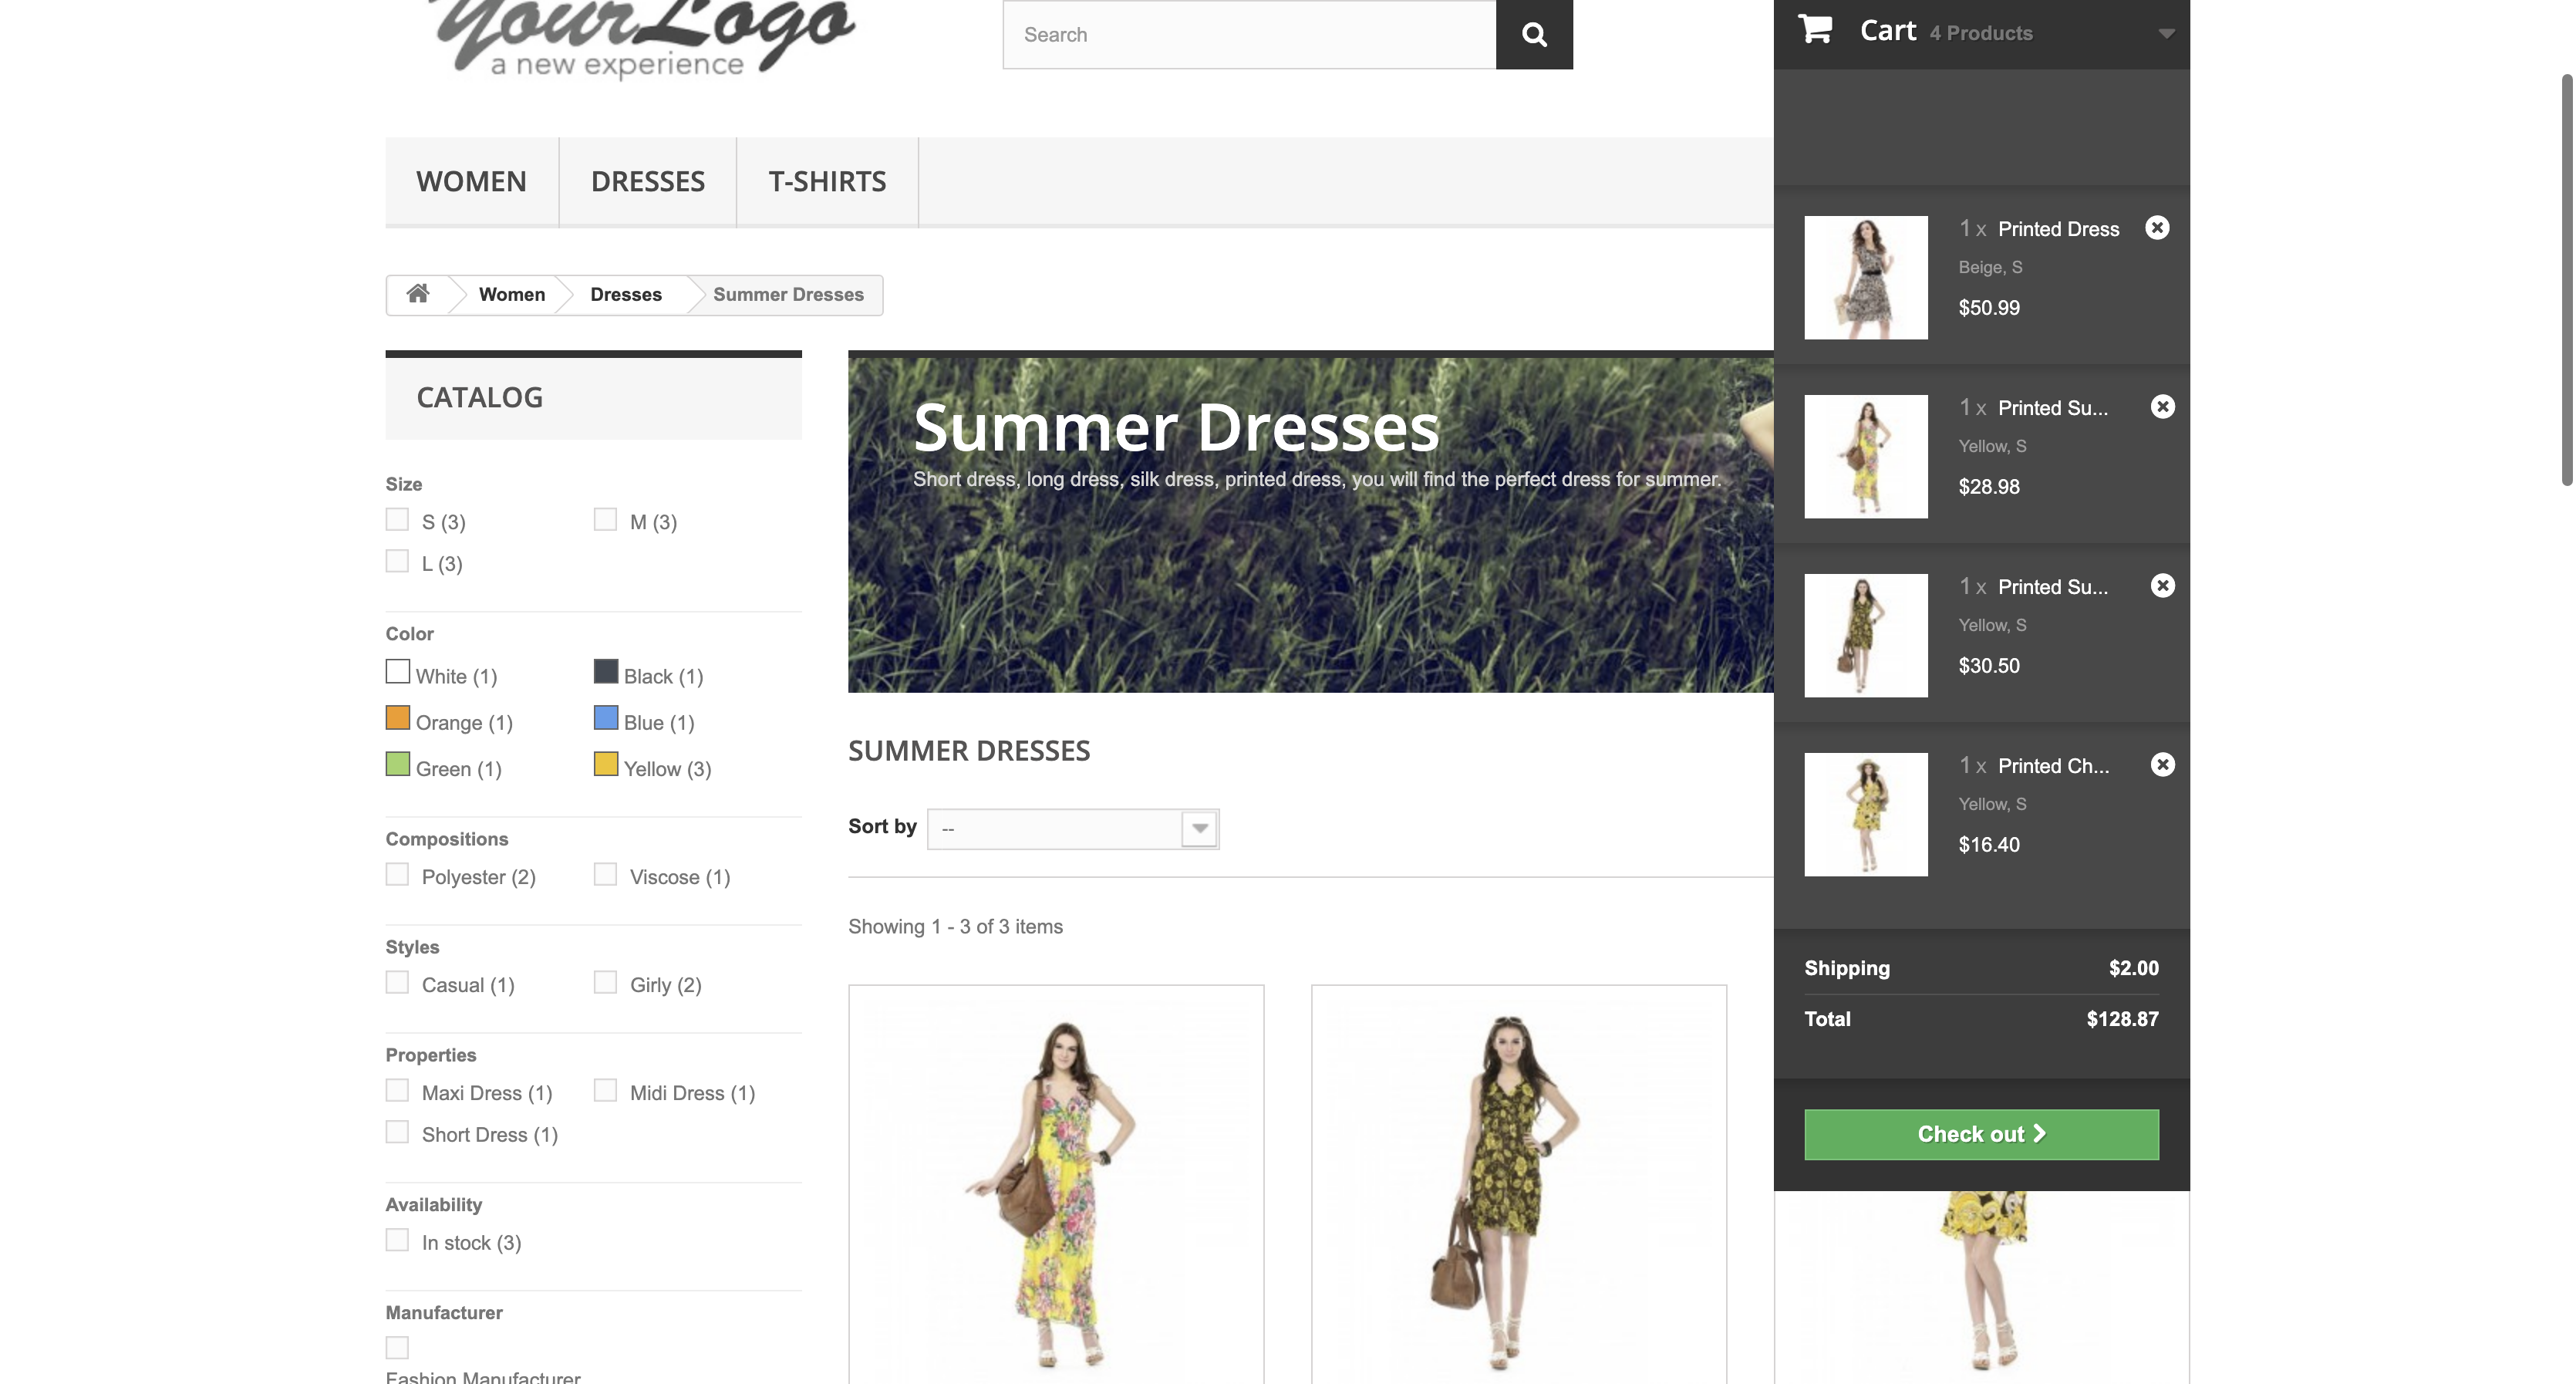 YourLogo
a new experience
Search
Cart 4 Products
WOMEN
DRESSES
T-SHIRTS
Women
Dresses
Summer Dresses
CATALOG
Size
S (3)
M (3)
L (3)
Color
White (1)
Black (1)
Orange (1)
Blue (1)
Green (1)
Yellow (3)
Compositions
Polyester (2)
Viscose (1)
Styles
Casual (1)
Girly (2)
Properties
Maxi Dress (1)
Midi Dress (1)
Short Dress (1)
Availability
In stock (3)
Manufacturer
Fashion Manufacturer
Summer Dresses
Short dress, long dress, silk dress, printed dress, you will find the perfect dress for summer.
SUMMER DRESSES
Sort by --
Showing 1 - 3 of 3 items
1 x Printed Dress
Beige, S
$50.99
1 x Printed Su...
Yellow, S
$28.98
1 x Printed Su...
Yellow, S
$30.50
1 x Printed Ch...
Yellow, S
$16.40
Shipping $2.00
Total $128.87
Check out